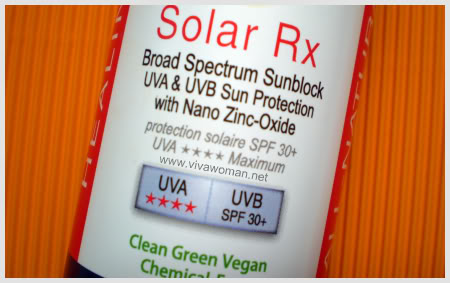 Solar Rx
Broad Spectrum Sunblock
UVA & UVB Sun Protection
with Nano Zinc-Oxide
protection solaire SPF 30+
UVA ★★★★ Maximum
www.vivawoman.net
UVA
★★★★
UVB
SPF 30+
Clean Green Vegan